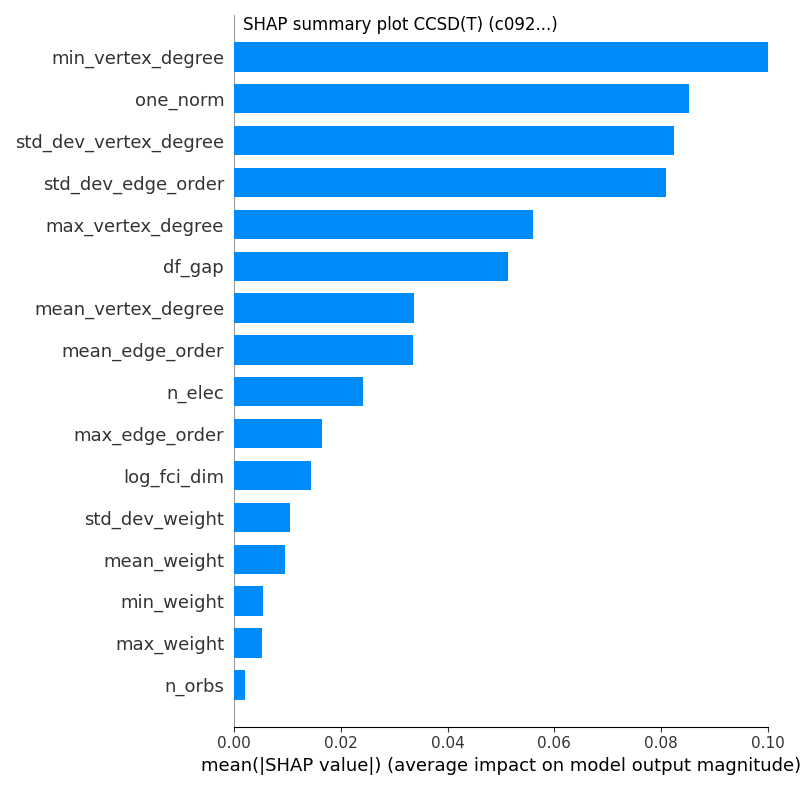 SHAP summary plot CCSD(T) (c092...)
min_vertex_degree
one_norm
std_dev_vertex_degree
std_dev_edge_order
max_vertex_degree
df_gap
mean_vertex_degree
mean_edge_order
n_elec
max_edge_order
log_fci_dim
std_dev_weight
mean_weight
min_weight
max_weight
n_orbs
0.00 0.02 0.04 0.06 0.08 0.10
mean(|SHAP value|) (average impact on model output magnitude)